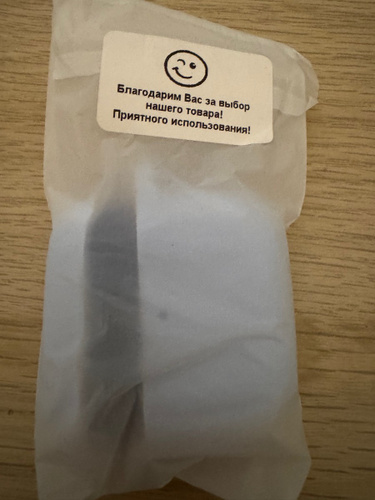 Благодарим Вас за выбор
нашего товара!
Приятного использования!